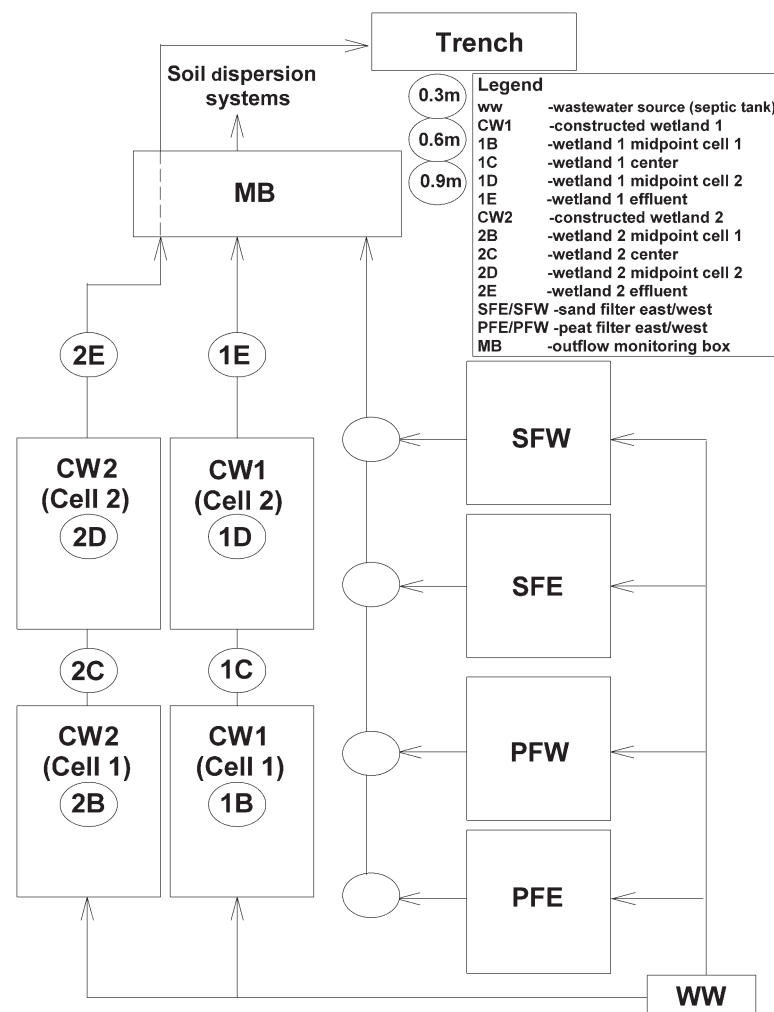 Trench
Soil dispersion
systems
0.3m
0.6m
0.9m
Legend
ww -wastewater source (septic tank)
CW1 -constructed wetland 1
1B -wetland 1 midpoint cell 1
1C -wetland 1 center
1D -wetland 1 midpoint cell 2
1E -wetland 1 effluent
CW2 -constructed wetland 2
2B -wetland 2 midpoint cell 1
2C -wetland 2 center
2D -wetland 2 midpoint cell 2
2E -wetland 2 effluent
SFE/SFW -sand filter east/west
PFE/PFW -peat filter east/west
MB -outflow monitoring box
MB
2E
1E
CW2
(Cell 2)
2D
CW1
(Cell 2)
1D
SFW
SFE
2C
1C
CW2
(Cell 1)
2B
CW1
(Cell 1)
1B
PFW
PFE
WW